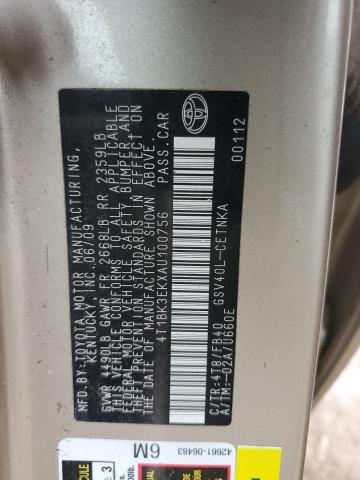 MFD.BY: TOYOTA MOTOR MANUFACTURING,
KENTUCKY, INC. 06/09
GVWR 4490LB GAWR FR 2668LB RR 2359LB
THIS VEHICLE CONFORMS TO ALL APPLICABLE
FEDERAL MOTOR VEHICLE SAFETY, BUMPER, AND
THEFT PREVENTION STANDARDS IN EFFECT ON
THE DATE OF MANUFACTURE SHOWN ABOVE.
4T1BK3EKXAU100756 PASS.CAR
C/TR:4T8/FB40 GSV40L-CETNKA
A/TM:-02A/U660E 00112
42661-06483
6M